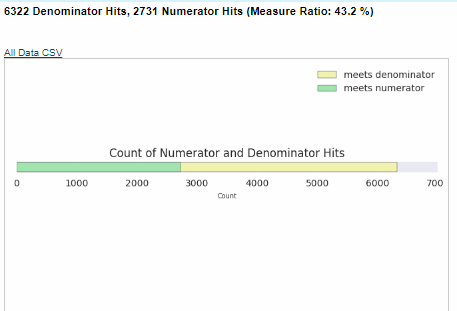 6322 Denominator Hits, 2731 Numerator Hits (Measure Ratio: 43.2 %)
All Data CSV
meets denominator
meets numerator
Count of Numerator and Denominator Hits
0 1000 2000 3000 4000 5000 6000 700
Count